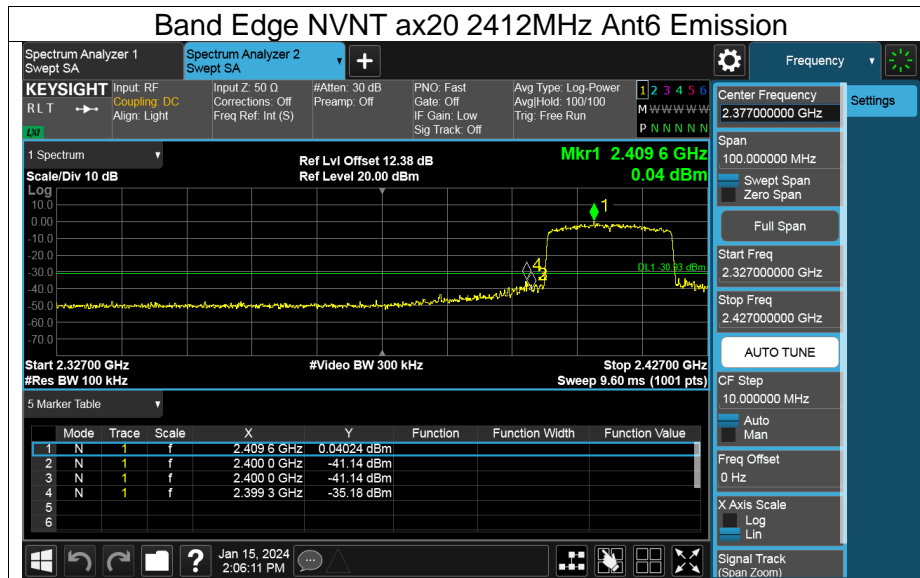 Band Edge NVNT ax20 2412MHz Ant6 Emission
Spectrum Analyzer 1
Swept SA
Spectrum Analyzer 2
Swept SA
Frequency
KEYSIGHT
RLT
LXI
Input: RF
Coupling: DC
Align: Light
Input Z: 50 Ω
Corrections: Off
Freq Ref: Int (S)
#Atten: 30 dB
Preamp: Off
PNO: Fast
Gate: Off
IF Gain: Low
Sig Track: Off
Avg Type: Log-Power
Avg|Hold: 100/100
Trig: Free Run
1 2 3 4 5 6
M W W W W W
P N N N N N
1 Spectrum
Scale/Div 10 dB
Ref Lvl Offset 12.38 dB
Ref Level 20.00 dBm
Mkr1 2.409 6 GHz
0.04 dBm
Log
10.0
0.00
-10.0
-20.0
-30.0
-40.0
-50.0
-60.0
-70.0
1
4
DL1 -30.93 dBm
Start 2.32700 GHz
#Res BW 100 kHz
#Video BW 300 kHz
Stop 2.42700 GHz
Sweep 9.60 ms (1001 pts)
5 Marker Table
Mode Trace Scale X Y Function Function Width Function Value
1 N 1 f 2.409 6 GHz 0.04024 dBm
2 N 1 f 2.400 0 GHz -41.14 dBm
3 N 1 f 2.400 0 GHz -41.14 dBm
4 N 1 f 2.399 3 GHz -35.18 dBm
5
6
Jan 15, 2024
2:06:11 PM
Center Frequency
2.377000000 GHz
Settings
Span
100.000000 MHz
Swept Span
Zero Span
Full Span
Start Freq
2.327000000 GHz
Stop Freq
2.427000000 GHz
AUTO TUNE
CF Step
10.000000 MHz
Auto
Man
Freq Offset
0 Hz
X Axis Scale
Log
Lin
Signal Track
(Span Zoom)